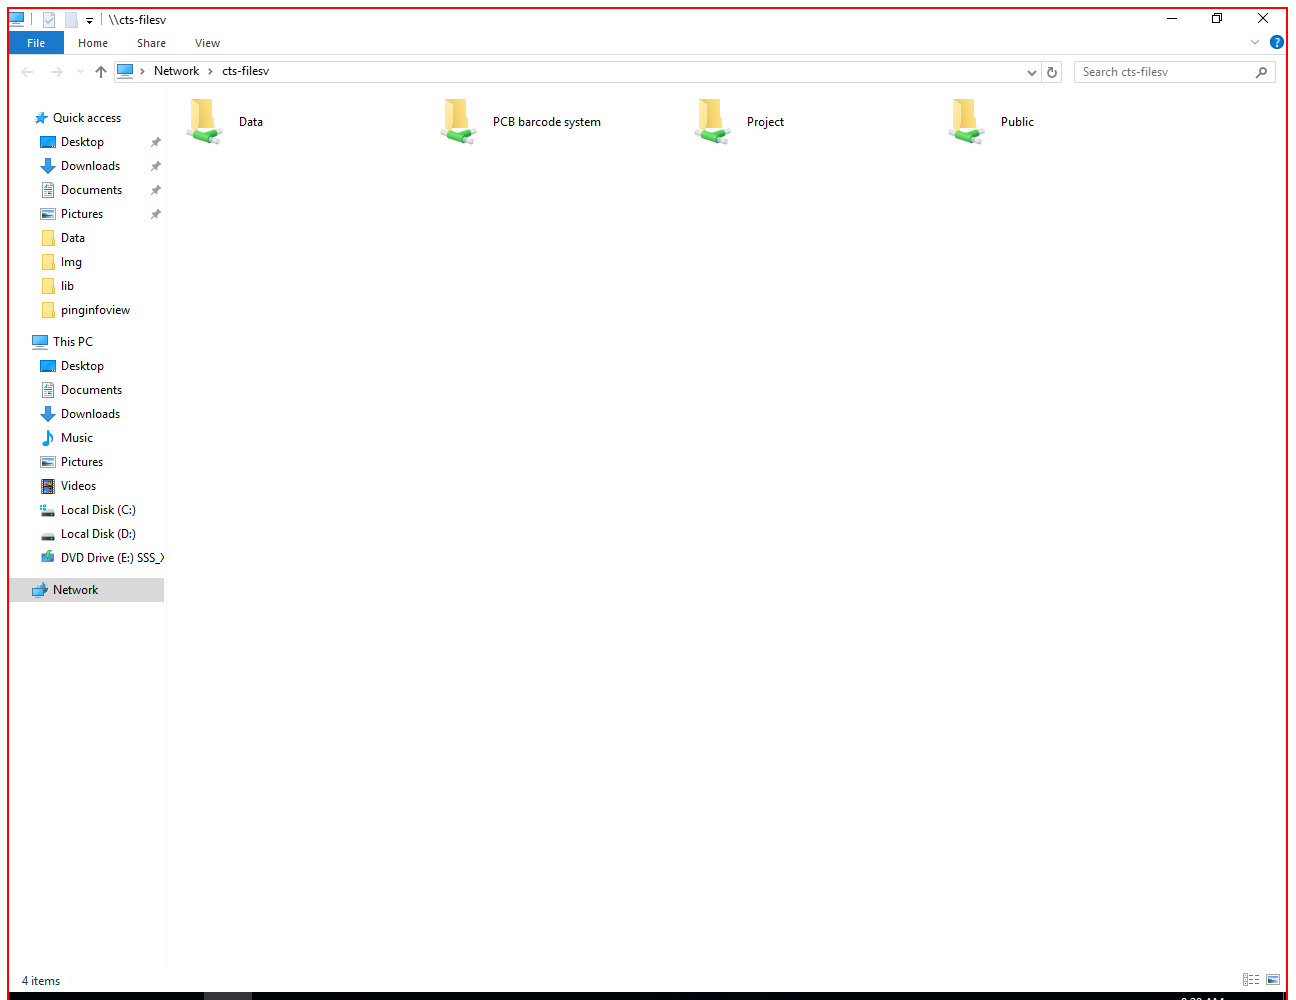 \\cts-filesv
File Home Share View
?
Network cts-filesv
Search cts-filesv
Quick access
Desktop
Downloads
Documents
Pictures
Data
Img
lib
pinginfoview
This PC
Desktop
Documents
Downloads
Music
Pictures
Videos
Local Disk (C:)
Local Disk (D:)
DVD Drive (E:) SSS_X
Network
Data
PCB barcode system
Project
Public
4 items